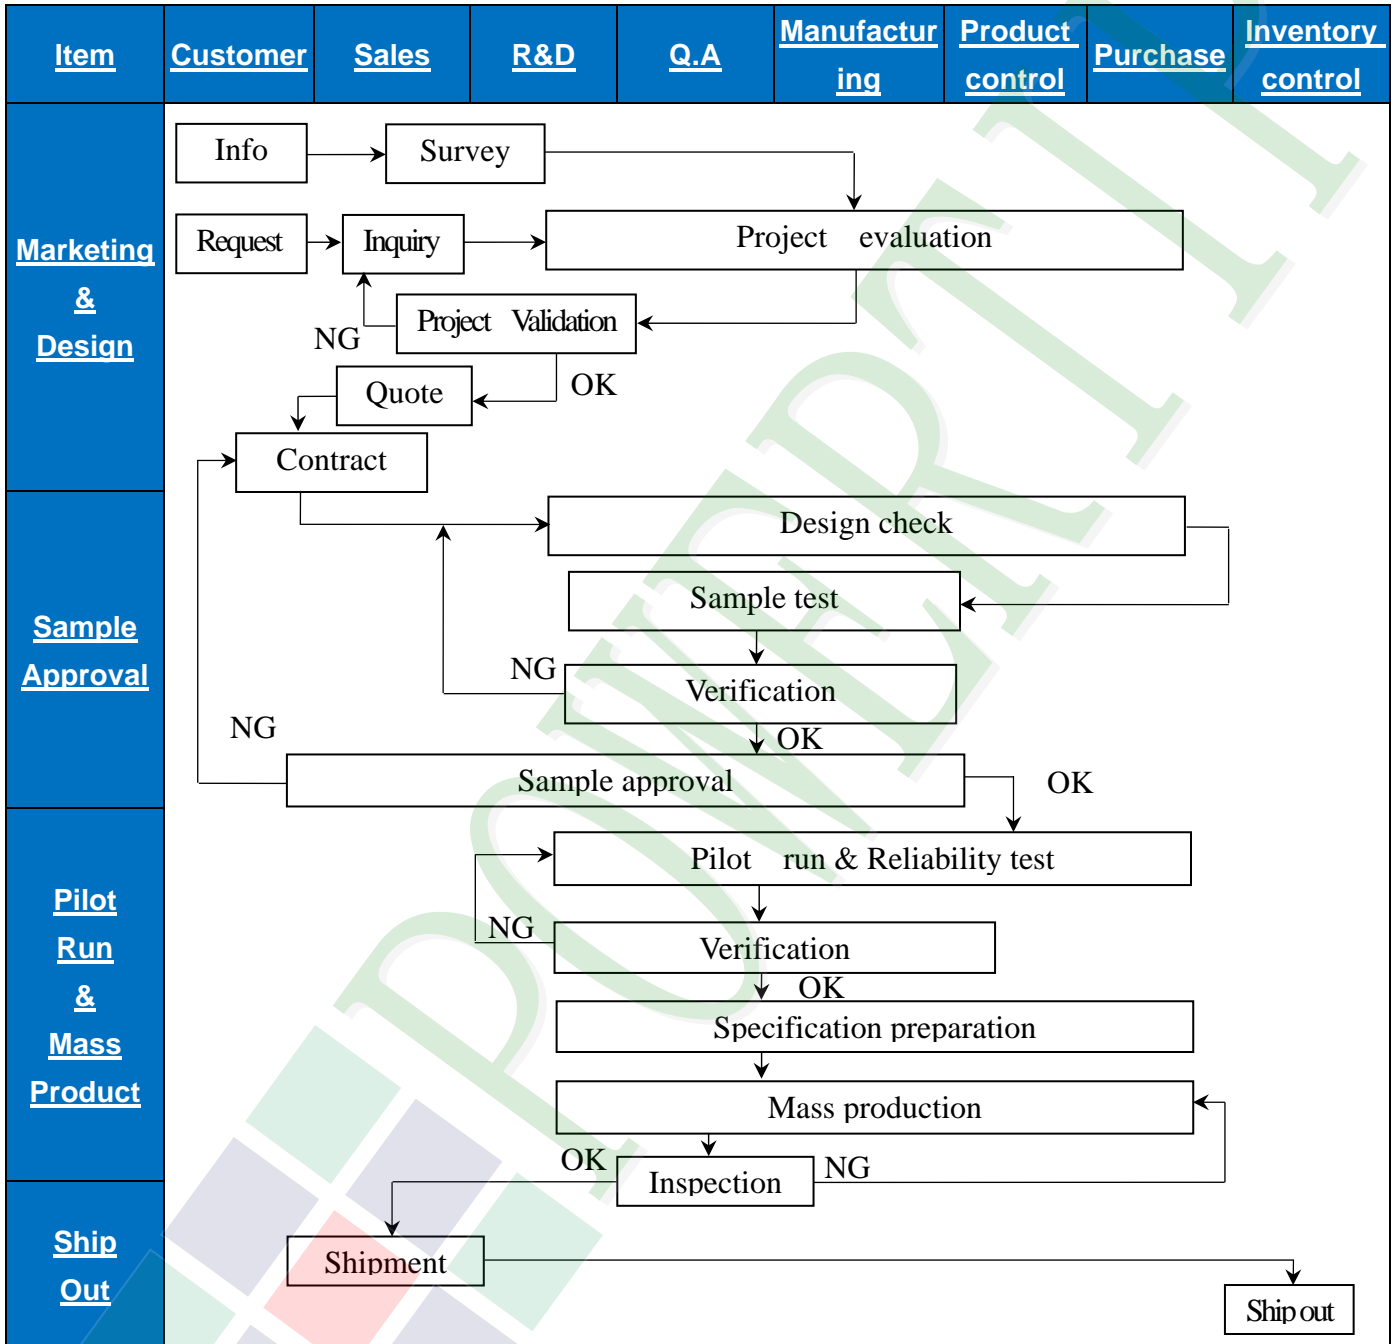 Item
Customer
Sales
R&D
Q.A
Manufactur
ing
Product
control
Purchase
Inventory
control
Marketing
&
Design
Info
Survey
Request
Inquiry
Project evaluation
Project Validation
NG
OK
Quote
Contract
Sample
Approval
Design check
Sample test
NG
Verification
OK
NG
Sample approval
OK
Pilot
Run
&
Mass
Product
Pilot run & Reliability test
NG
Verification
OK
Specification preparation
Mass production
OK
Inspection
NG
Ship
Out
Shipment
Ship out
POWERTIP